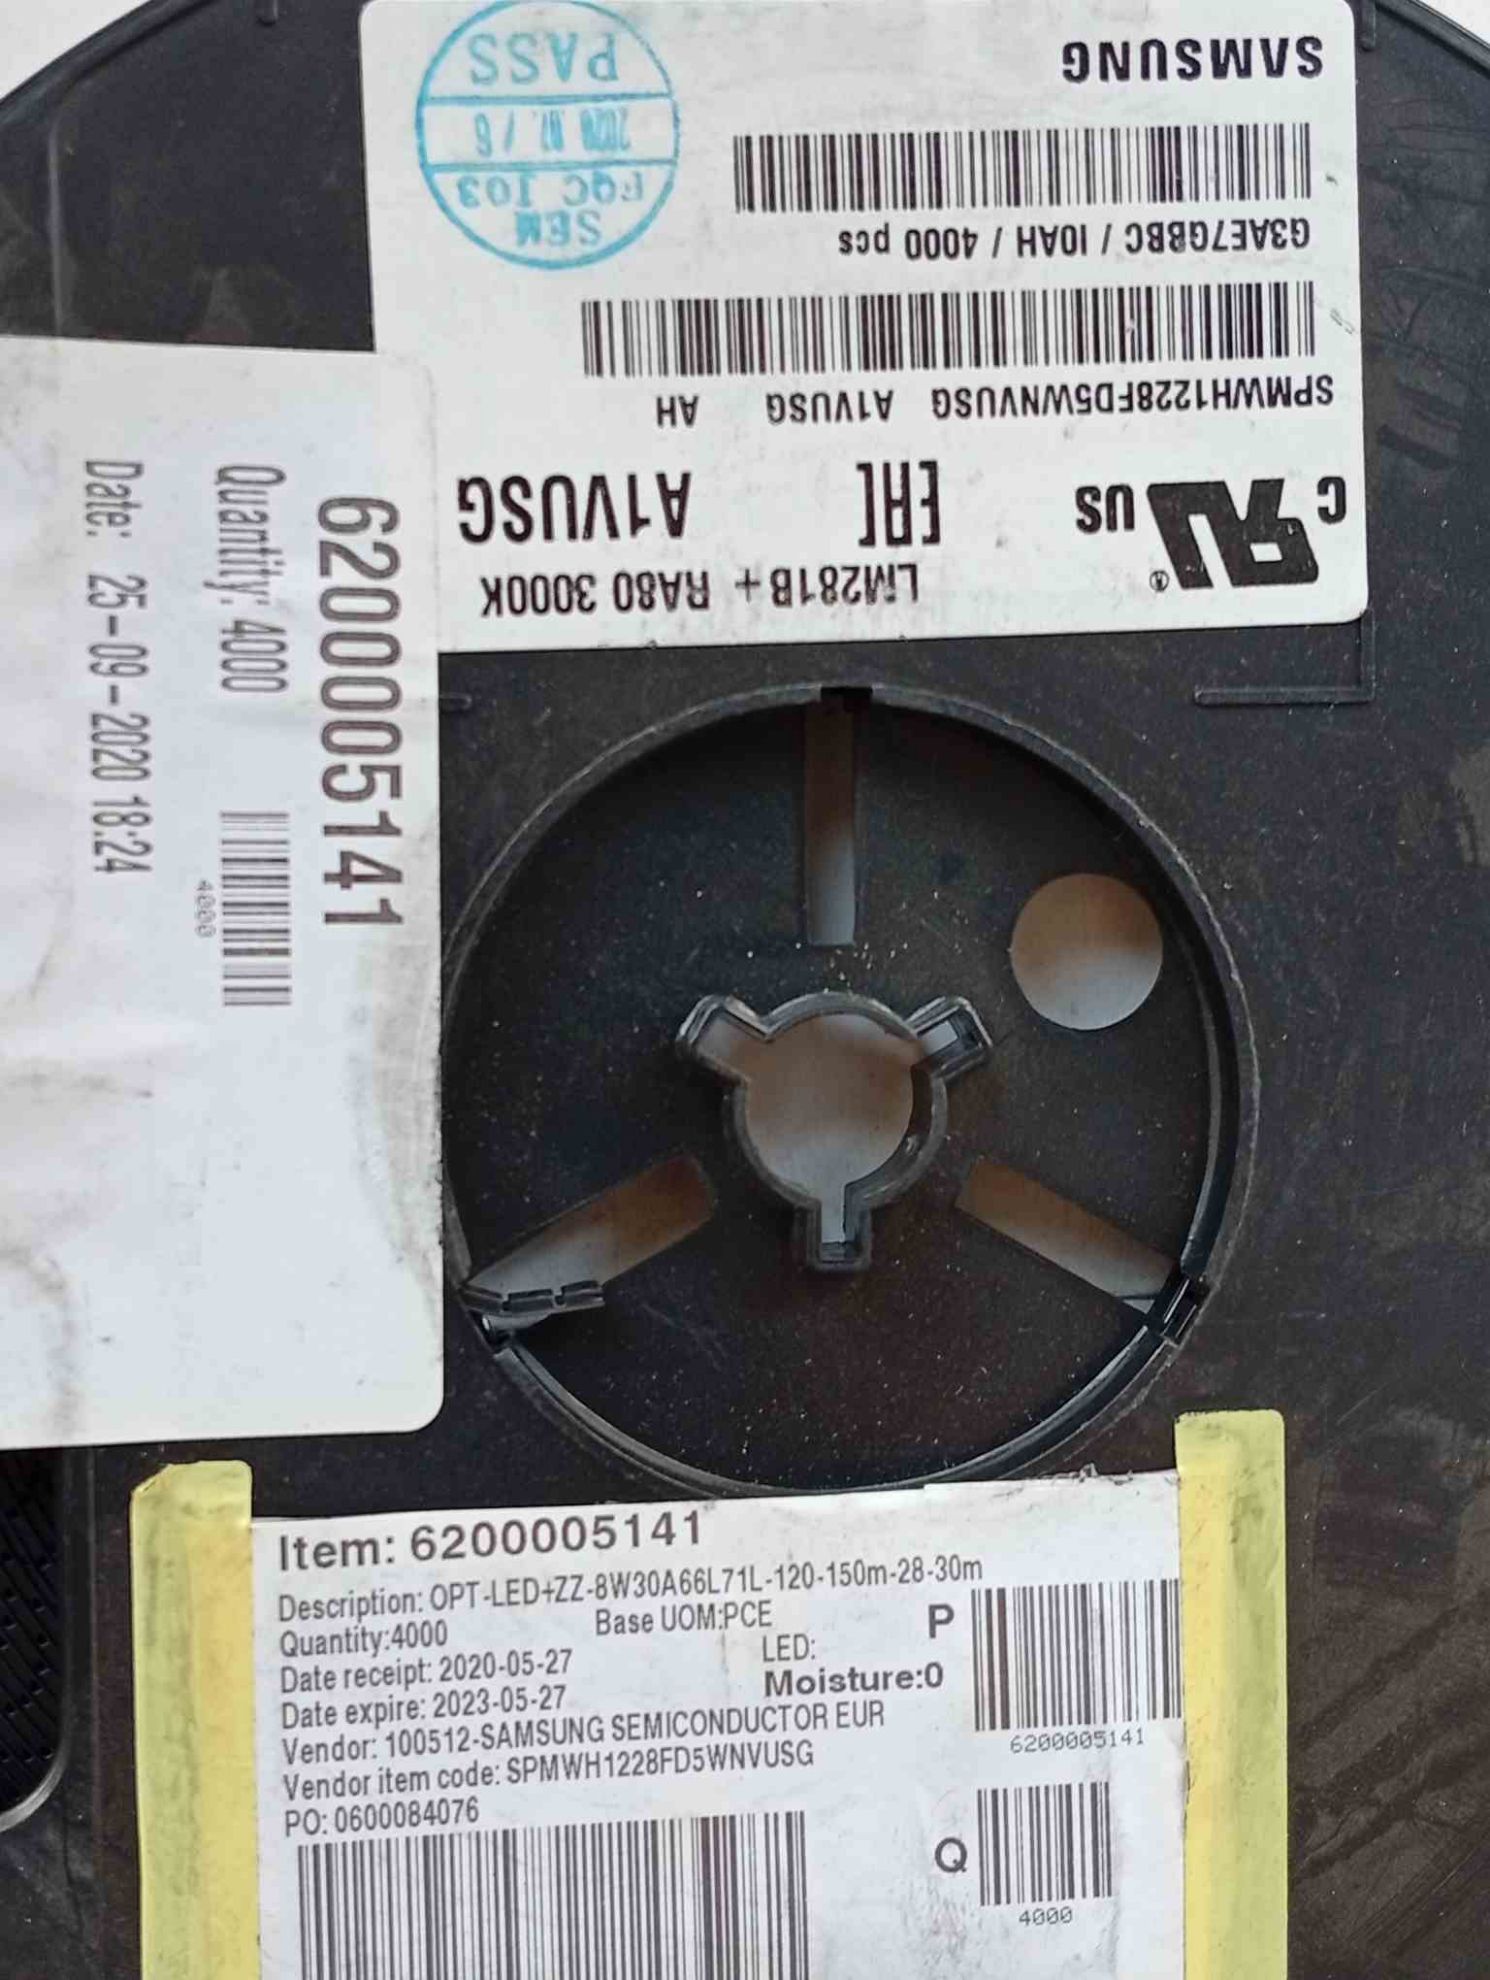 SAMSUNG
G3AE7GBBC / I0AH / 4000 pcs
SPMWH1228FD5WNVUSG A1VUSG AH
C RU US EAC A1VUSG
®
LM281B+ RA80 3000K
PASS
FQC 103
SEM
6200005141
Quantity: 4000
4000
Date: 25-09-2020 18:24
Item: 6200005141
Description: OPT-LED+ZZ-8W30A66L71L-120-150m-28-30m
Quantity:4000 Base UOM:PCE
Date receipt: 2020-05-27 LED:
Date expire: 2023-05-27 Moisture:0
Vendor: 100512-SAMSUNG SEMICONDUCTOR EUR
Vendor item code: SPMWH1228FD5WNVUSG
PO: 0600084076
P
6200005141
Q
4000